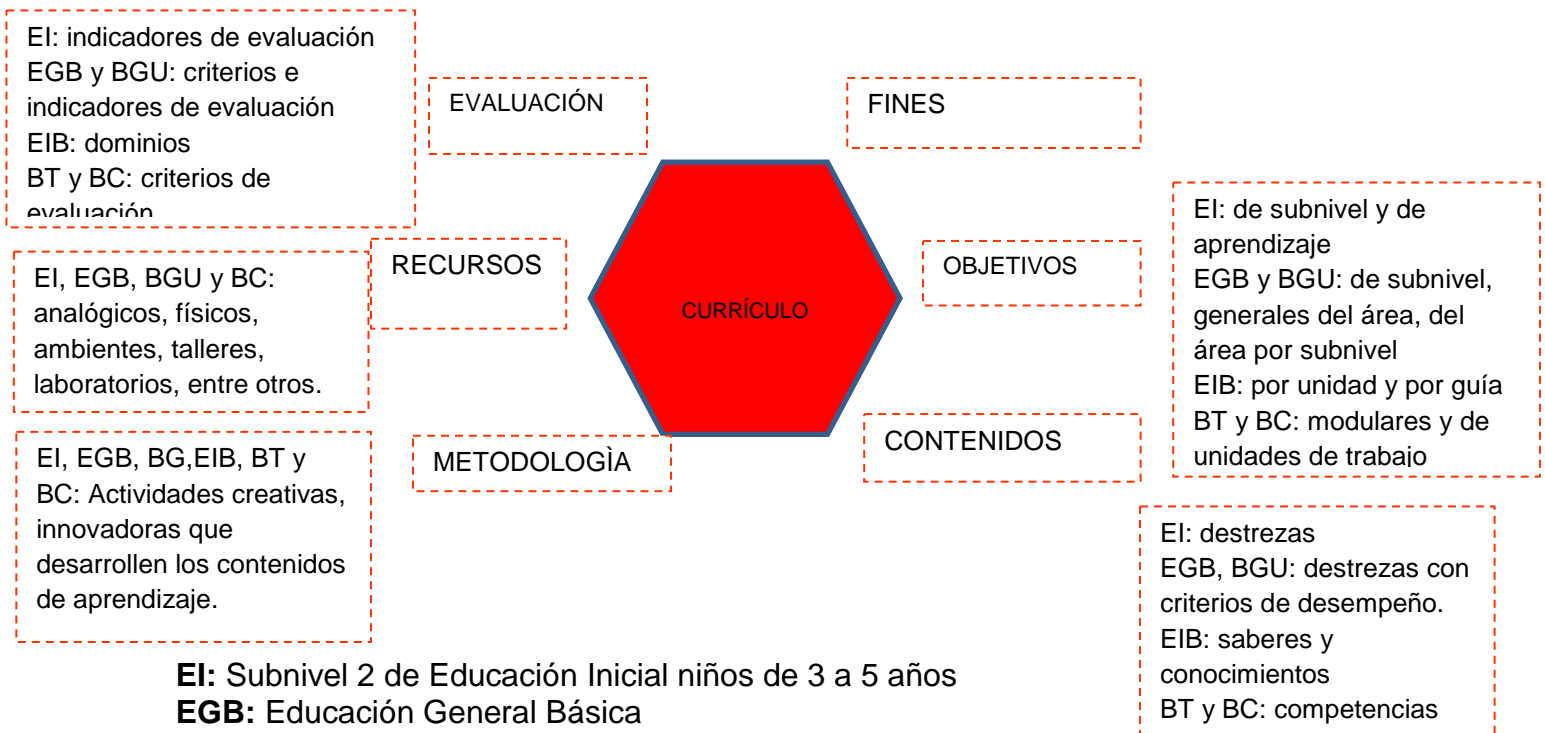 EI: indicadores de evaluación
EGB y BGU: criterios e
indicadores de evaluación
EIB: dominios
BT y BC: criterios de
evaluación
EVALUACIÓN
FINES
RECURSOS
EI, EGB, BGU y BC:
analógicos, físicos,
ambientes, talleres,
laboratorios, entre otros.
CURRÍCULO
OBJETIVOS
EI: de subnivel y de
aprendizaje
EGB y BGU: de subnivel,
generales del área, del
área por subnivel
EIB: por unidad y por guía
BT y BC: modulares y de
unidades de trabajo
EI, EGB, BG,EIB, BT y
BC: Actividades creativas,
innovadoras que
desarrollen los contenidos
de aprendizaje.
METODOLOGÌA
CONTENIDOS
EI: destrezas
EGB, BGU: destrezas con
criterios de desempeño.
EIB: saberes y
conocimientos
BT y BC: competencias
EI: Subnivel 2 de Educación Inicial niños de 3 a 5 años
EGB: Educación General Básica